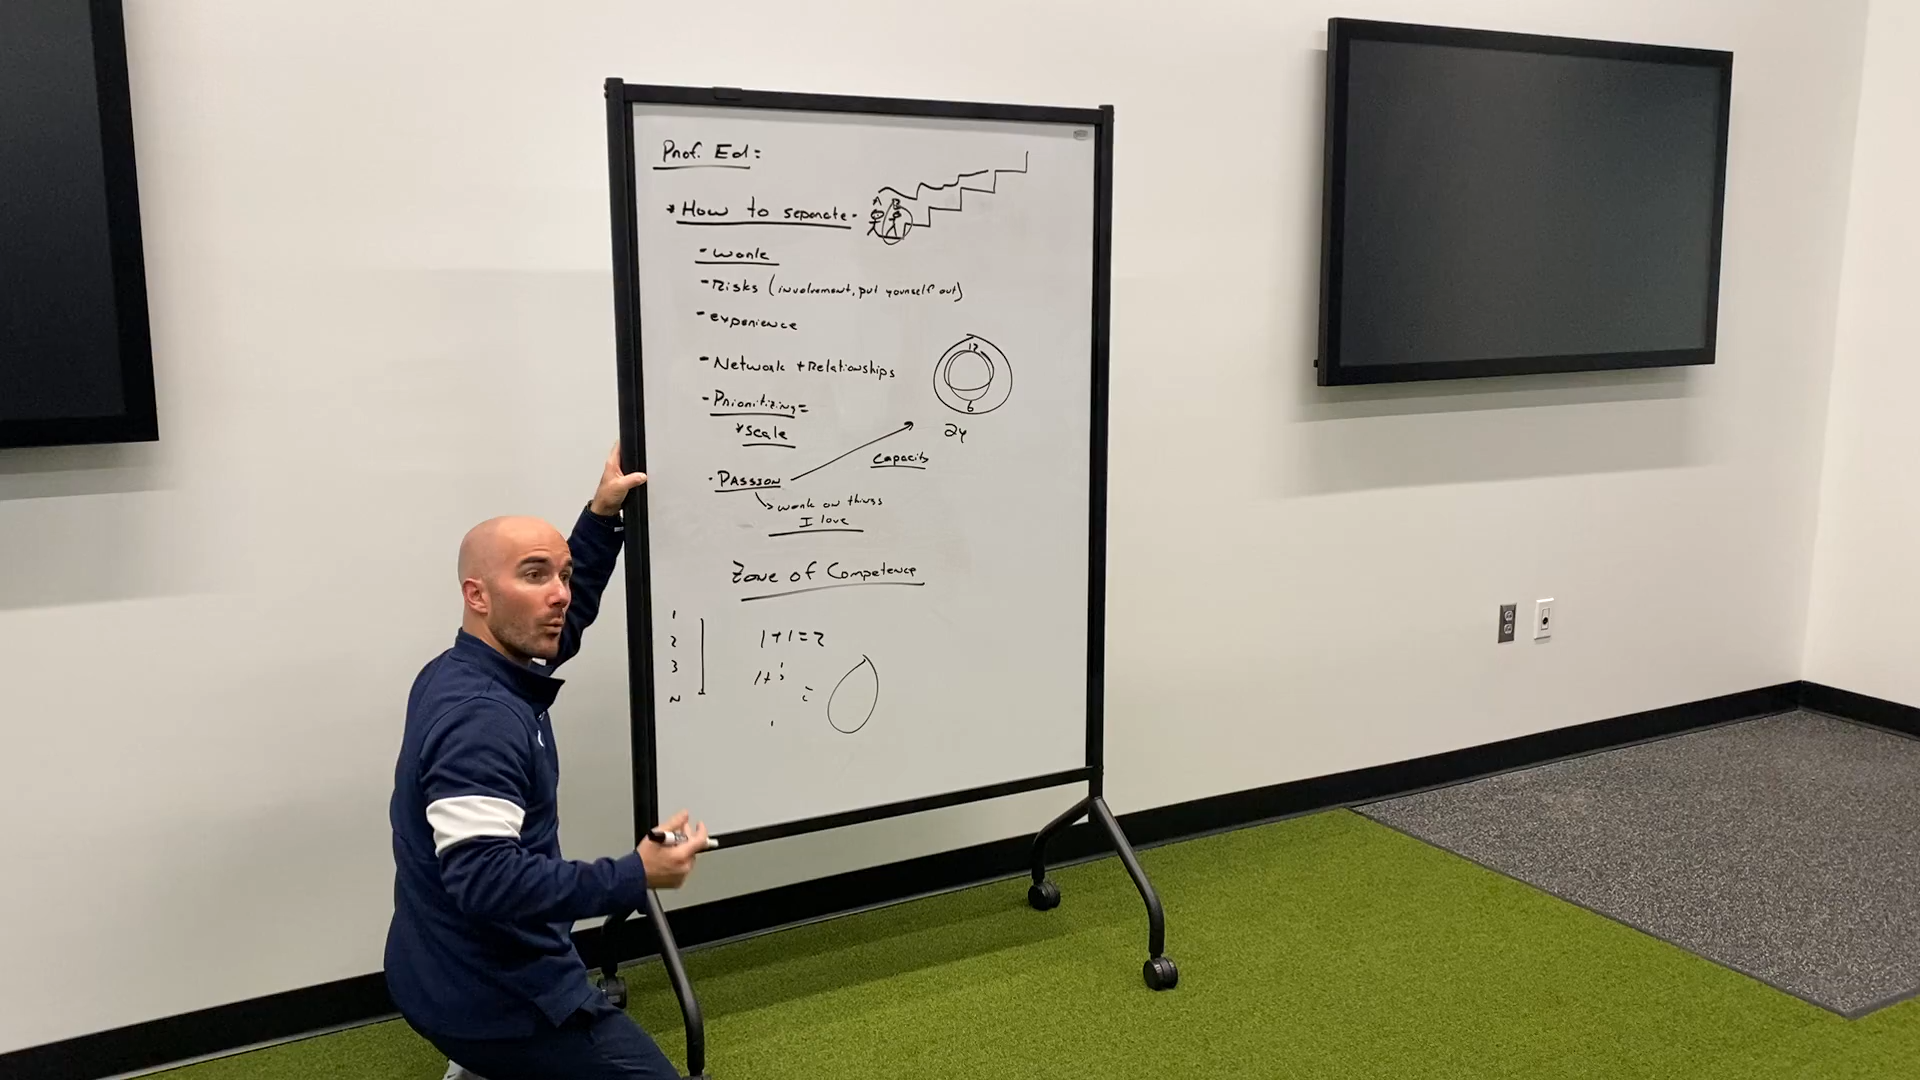 Prof. Ed:
* How to separate -
A B
- work
- Risks (involvement, put yourself out)
- experience
- Network + Relationships
12
6
- Prioritizing =
* Scale
24
Capacity
- PASSION
work on things
I love
Zone of Competence
1
2
3
N
1+1=2
1+
=